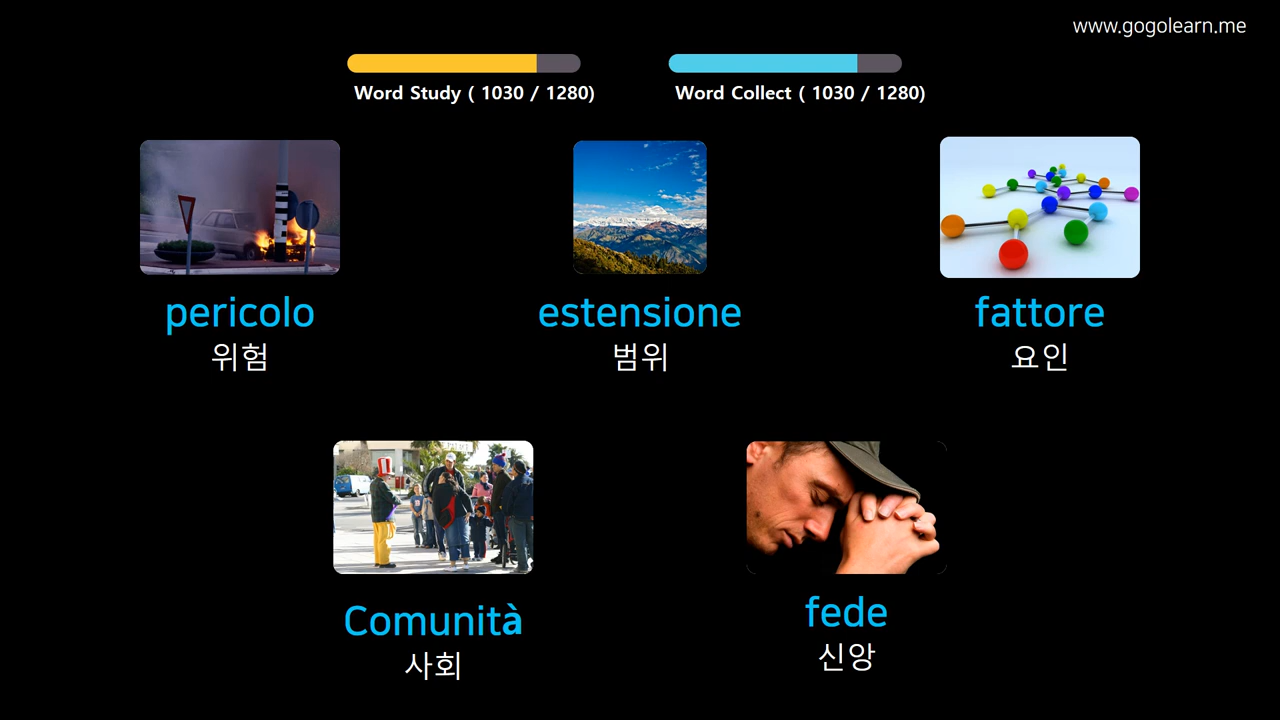 www.gogolearn.me
Word Study ( 1030 / 1280)
Word Collect ( 1030 / 1280)
pericolo
위험
estensione
범위
fattore
요인
Comunità
사회
fede
신앙